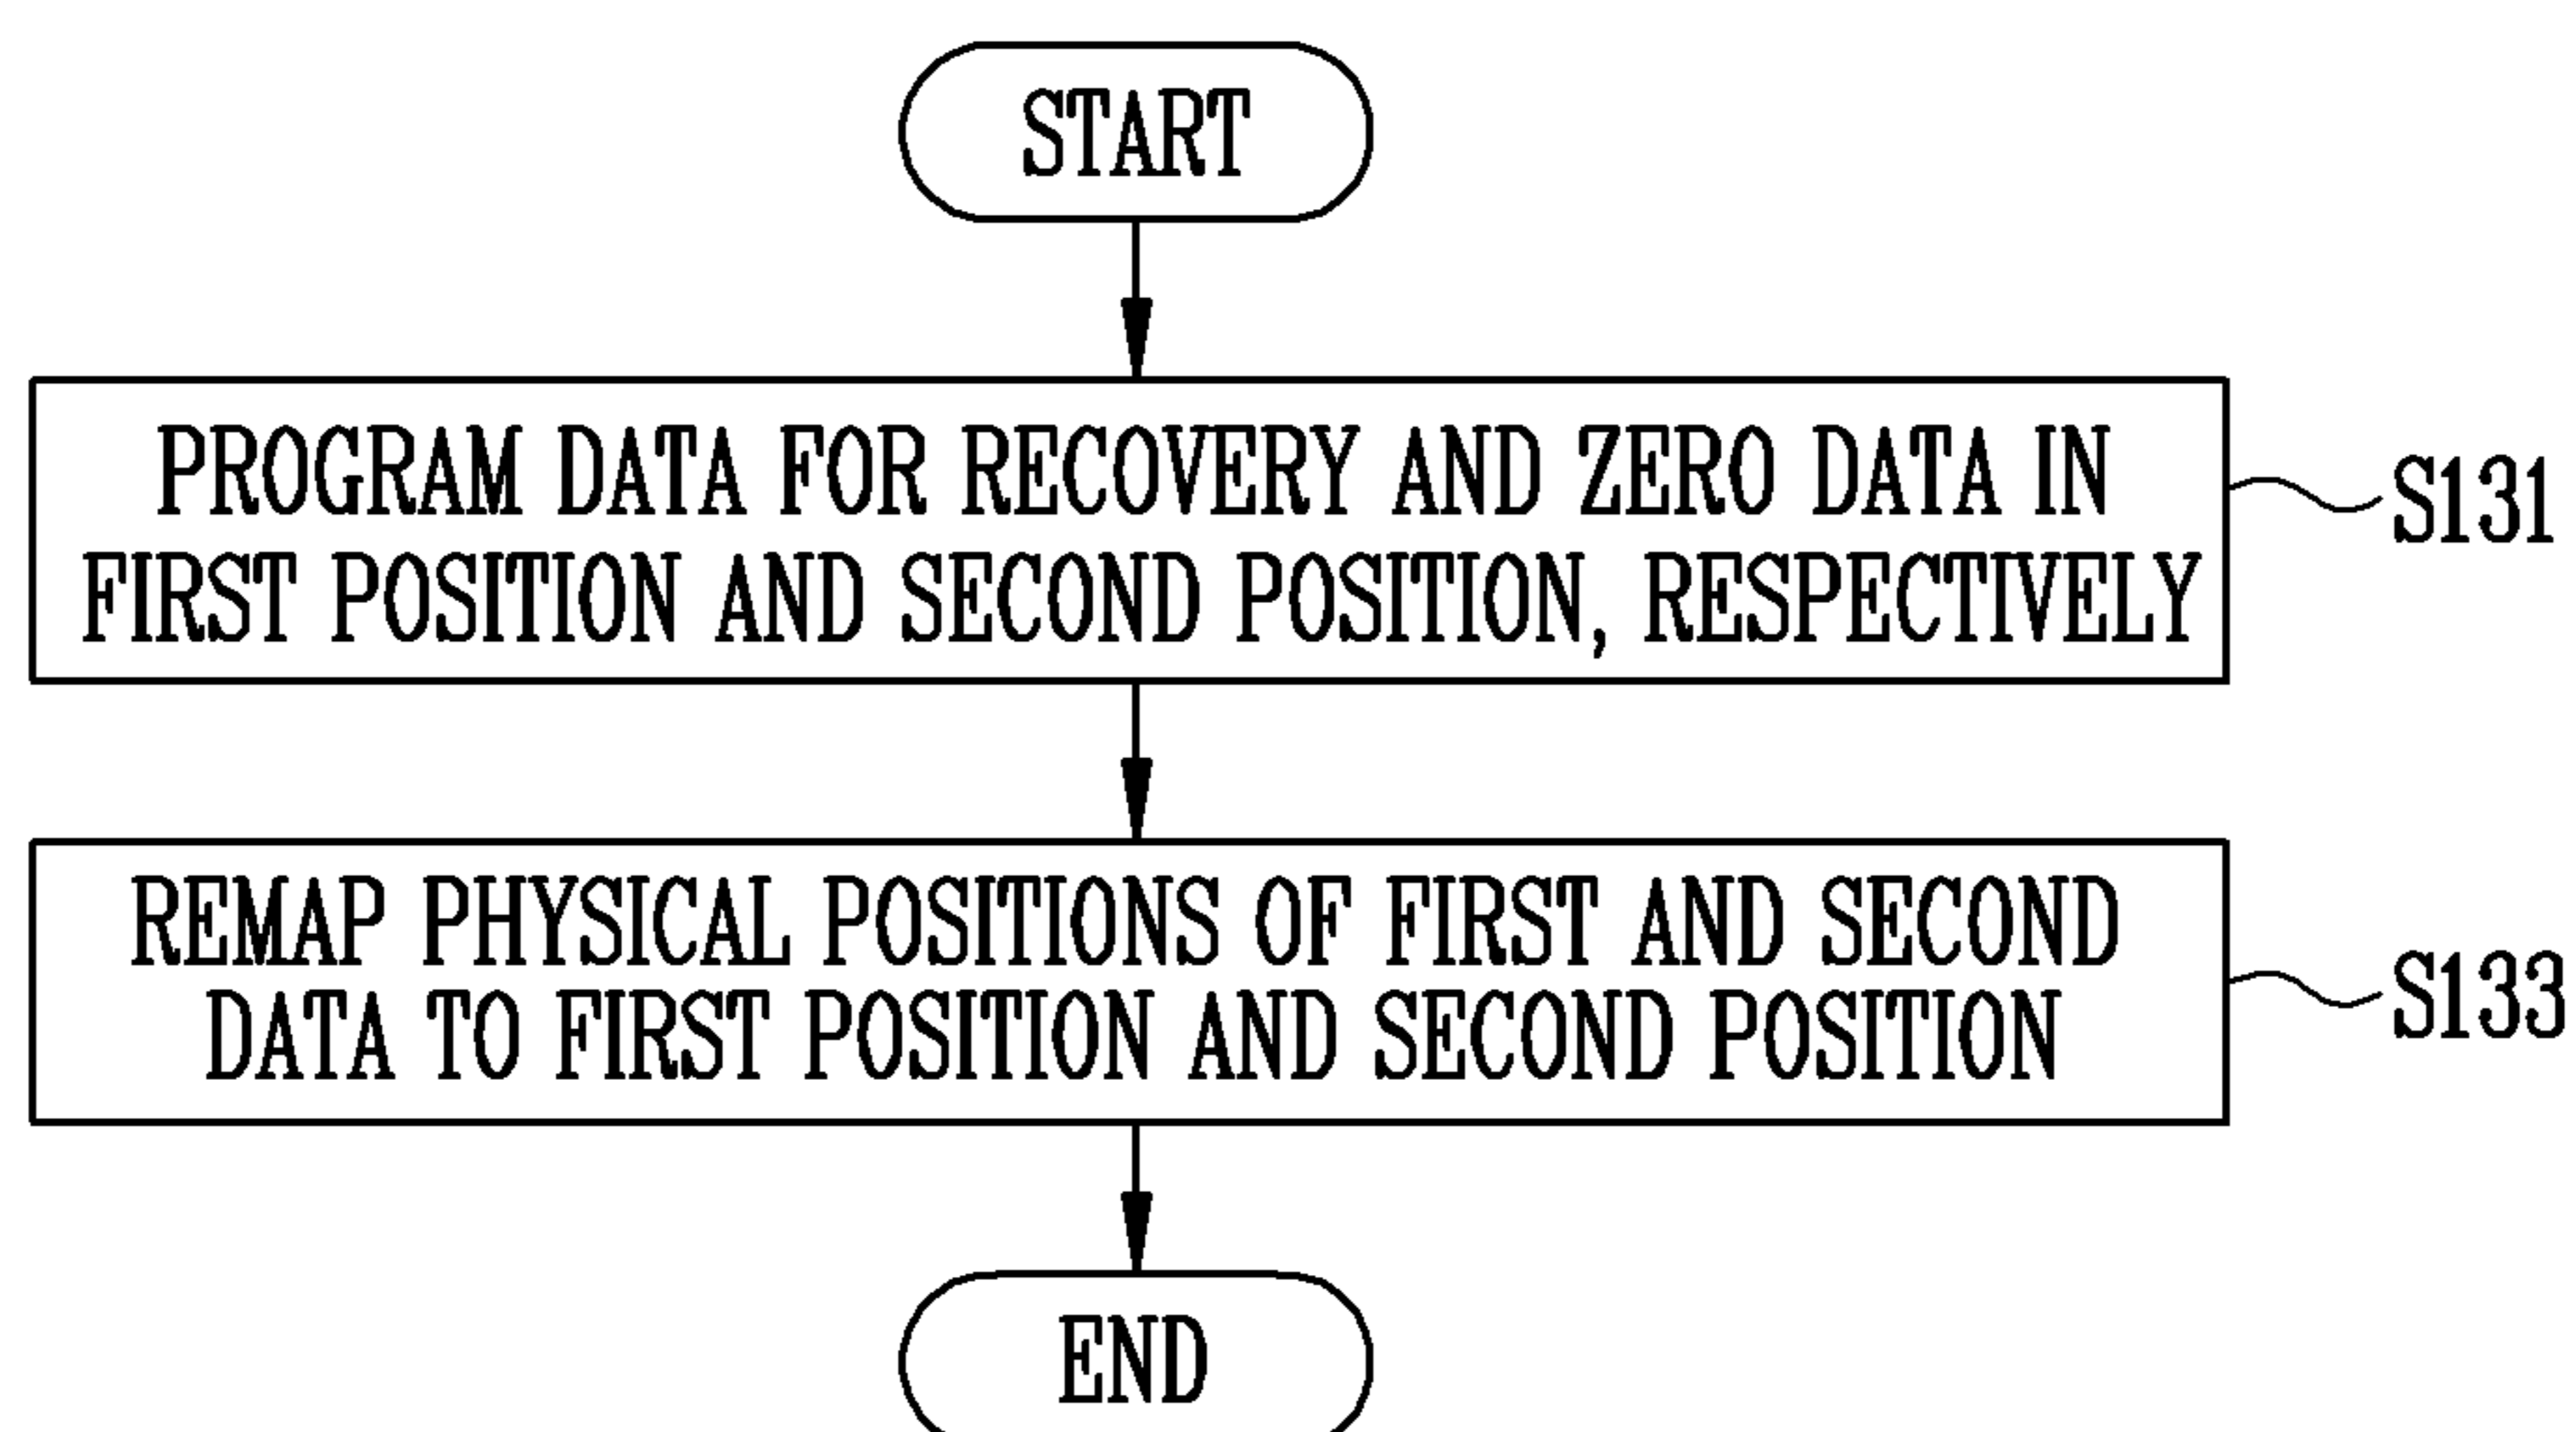 START
PROGRAM DATA FOR RECOVERY AND ZERO DATA IN
FIRST POSITION AND SECOND POSITION, RESPECTIVELY
S131
REMAP PHYSICAL POSITIONS OF FIRST AND SECOND
DATA TO FIRST POSITION AND SECOND POSITION
S133
END